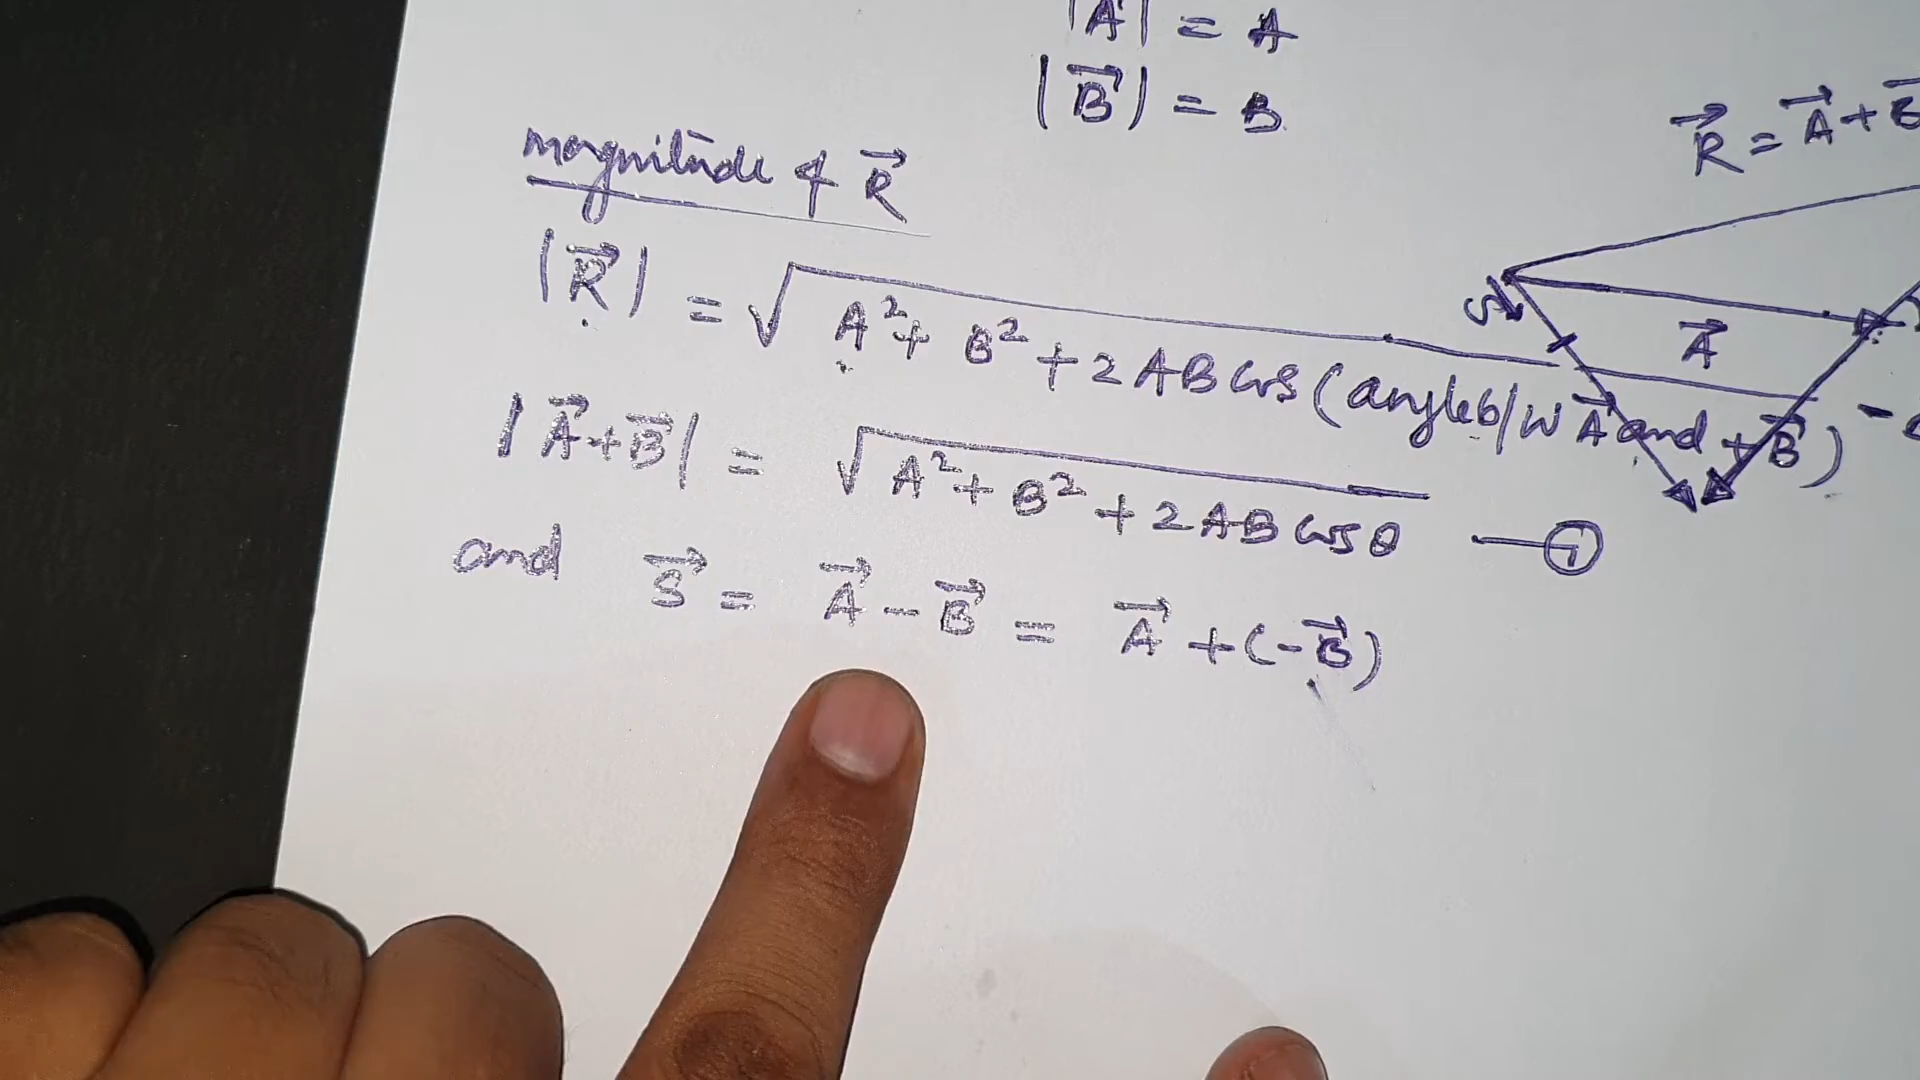 |A⃗| = A
|B⃗| = B
R⃗ = A⃗ + B⃗
magnitude of R⃗
|R⃗| = √(A² + B² + 2AB cos (angle b/w A⃗ and +B⃗)
S⃗
A⃗
|A⃗+B⃗| = √(A² + B² + 2AB cos θ) — ①
and S⃗ = A⃗ - B⃗ = A⃗ + (-B⃗)